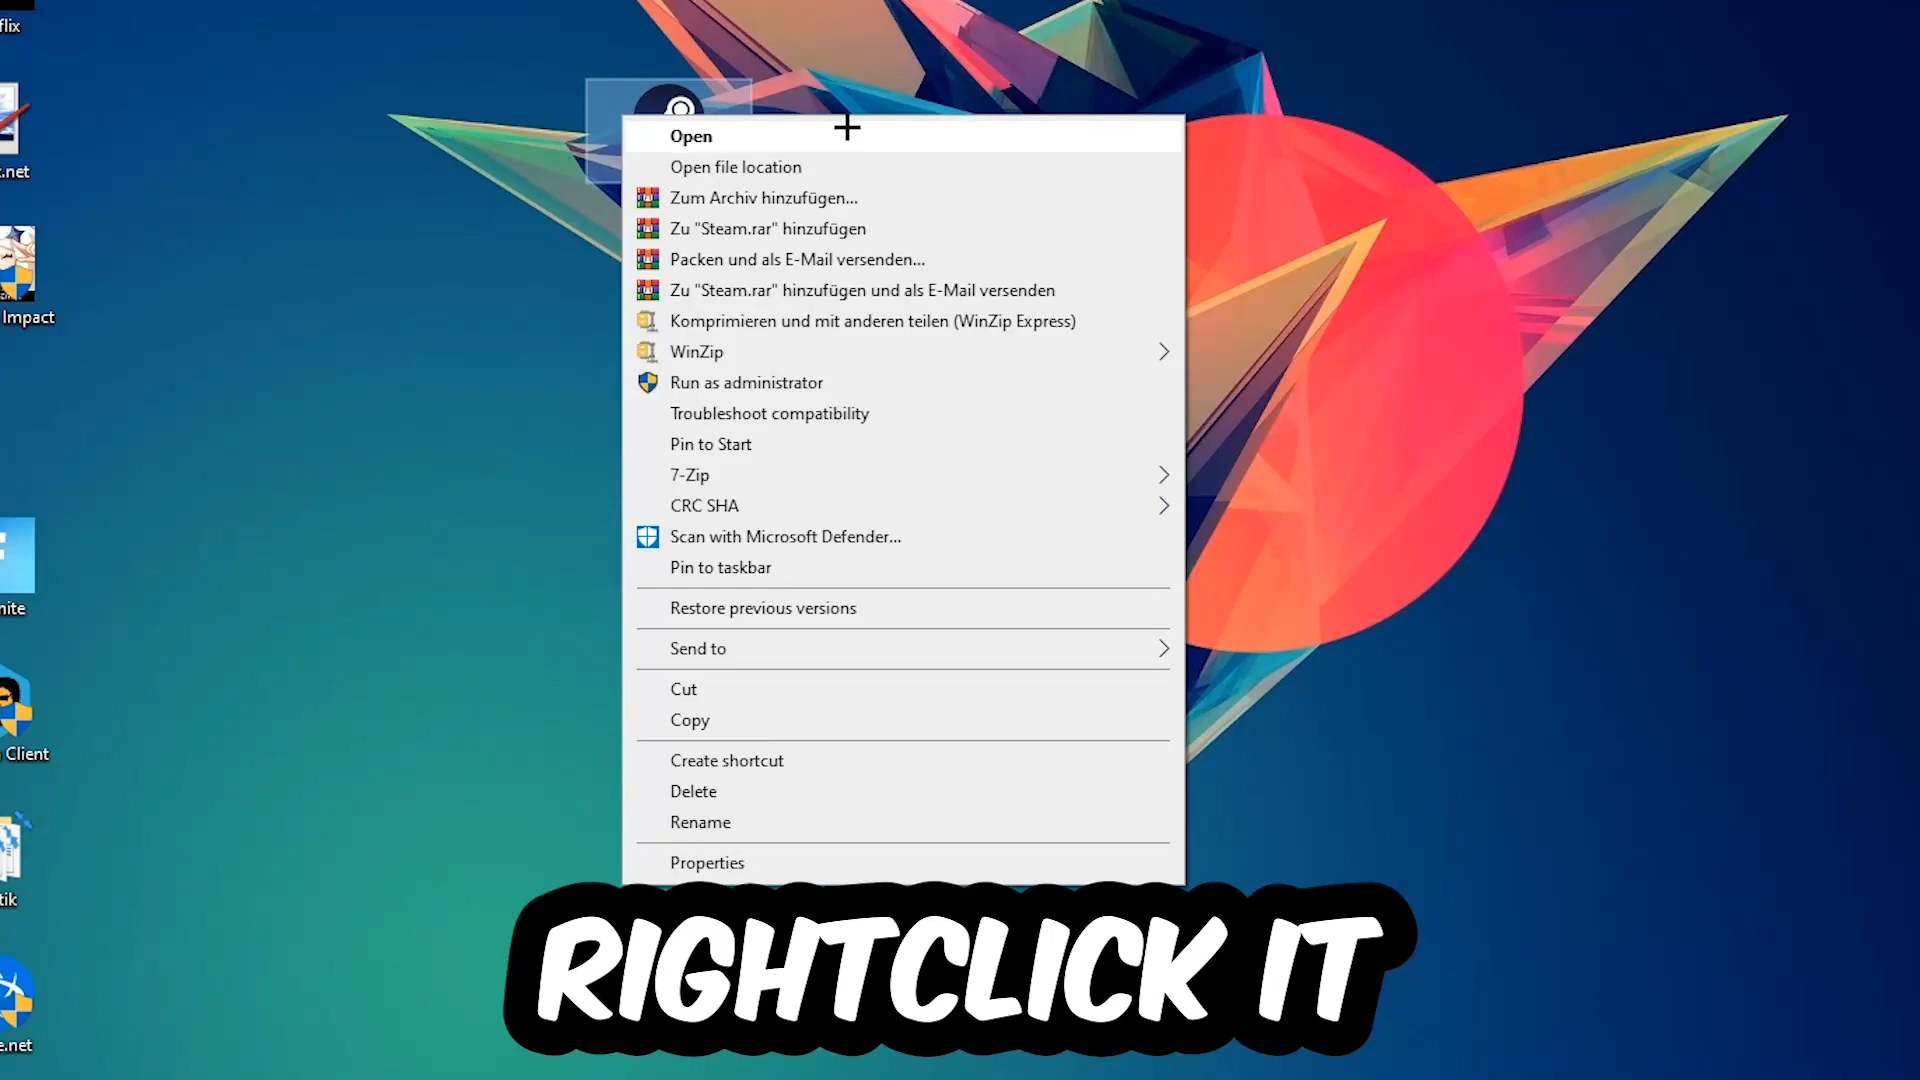 flix
.net
Impact
nite
Client
tik
e.net
Open
Open file location
Zum Archiv hinzufügen...
Zu "Steam.rar" hinzufügen
Packen und als E-Mail versenden...
Zu "Steam.rar" hinzufügen und als E-Mail versenden
Komprimieren und mit anderen teilen (WinZip Express)
WinZip
Run as administrator
Troubleshoot compatibility
Pin to Start
7-Zip
CRC SHA
Scan with Microsoft Defender...
Pin to taskbar
Restore previous versions
Send to
Cut
Copy
Create shortcut
Delete
Rename
Properties
RIGHTCLICK IT